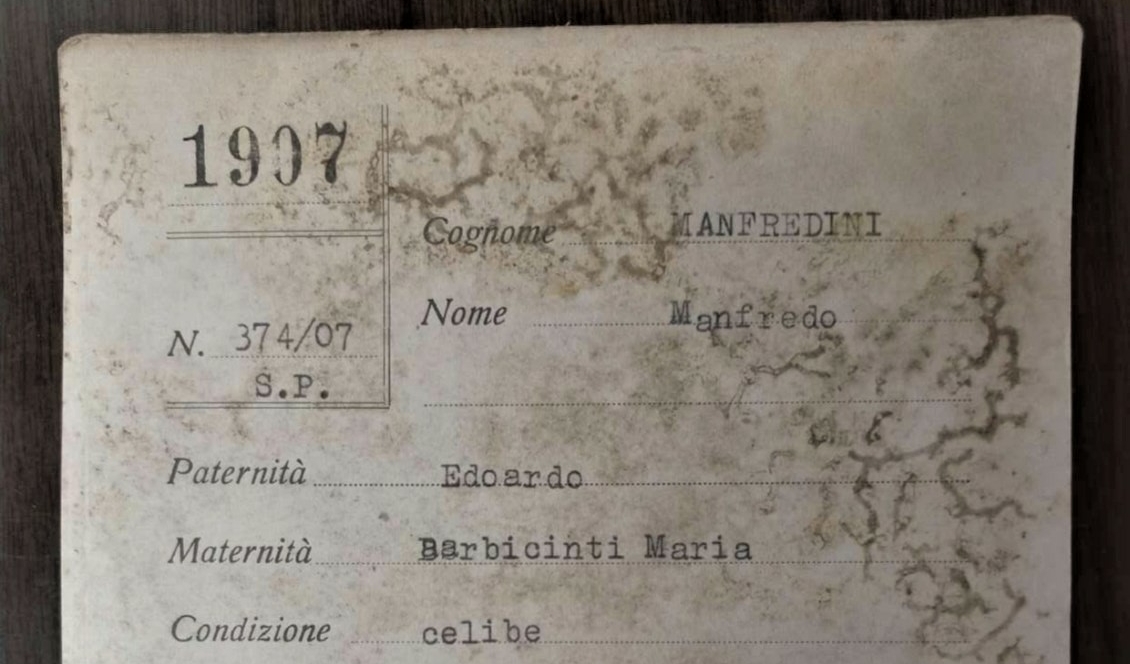 1907
Cognome MANFREDINI
Nome Manfredo
N. 374/07
S.P.
Paternità Edoardo
Maternità Barbicinti Maria
Condizione celibe